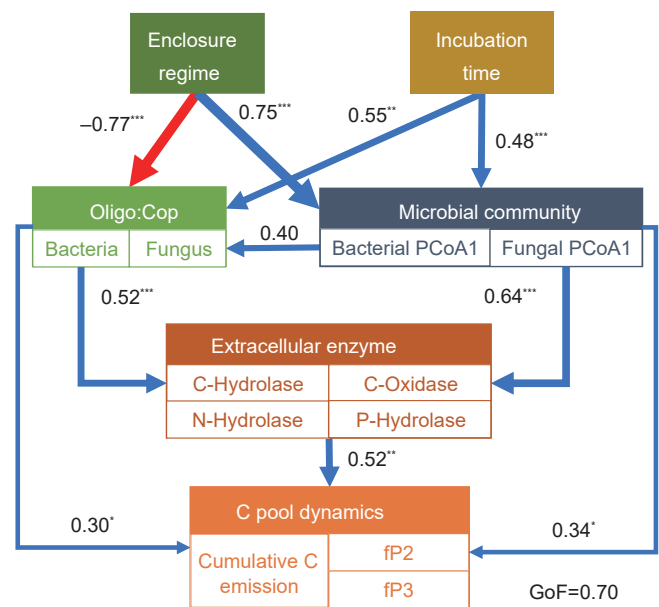 Enclosure
regime
Incubation
time
–0.77***
0.75***
0.55**
0.48***
Oligo:Cop
Bacteria
Fungus
0.40
Microbial community
Bacterial PCoA1
Fungal PCoA1
0.52***
0.64***
Extracellular enzyme
C-Hydrolase
C-Oxidase
N-Hydrolase
P-Hydrolase
0.52**
0.30*
C pool dynamics
Cumulative C
emission
fP2
fP3
0.34*
GoF=0.70